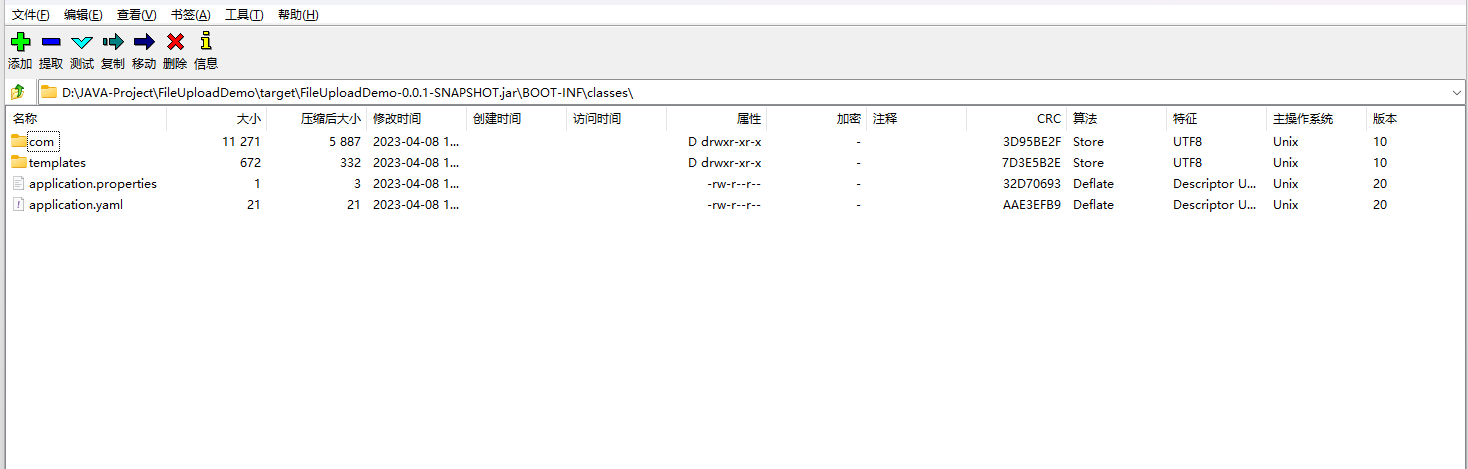 文件(F) 编辑(E) 查看(V) 书签(A) 工具(T) 帮助(H)
添加 提取 测试 复制 移动 删除 信息
D:\JAVA-Project\FileUploadDemo\target\FileUploadDemo-0.0.1-SNAPSHOT.jar\BOOT-INF\classes\
名称 大小 压缩后大小 修改时间 创建时间 访问时间 属性 加密 注释 CRC 算法 特征 主操作系统 版本
com 11 271 5 887 2023-04-08 1... D drwxr-xr-x - 3D95BE2F Store UTF8 Unix 10
templates 672 332 2023-04-08 1... D drwxr-xr-x - 7D3E5B2E Store UTF8 Unix 10
application.properties 1 3 2023-04-08 1... -rw-r--r-- - 32D70693 Deflate Descriptor U... Unix 20
application.yaml 21 21 2023-04-08 1... -rw-r--r-- - AAE3EFB9 Deflate Descriptor U... Unix 20